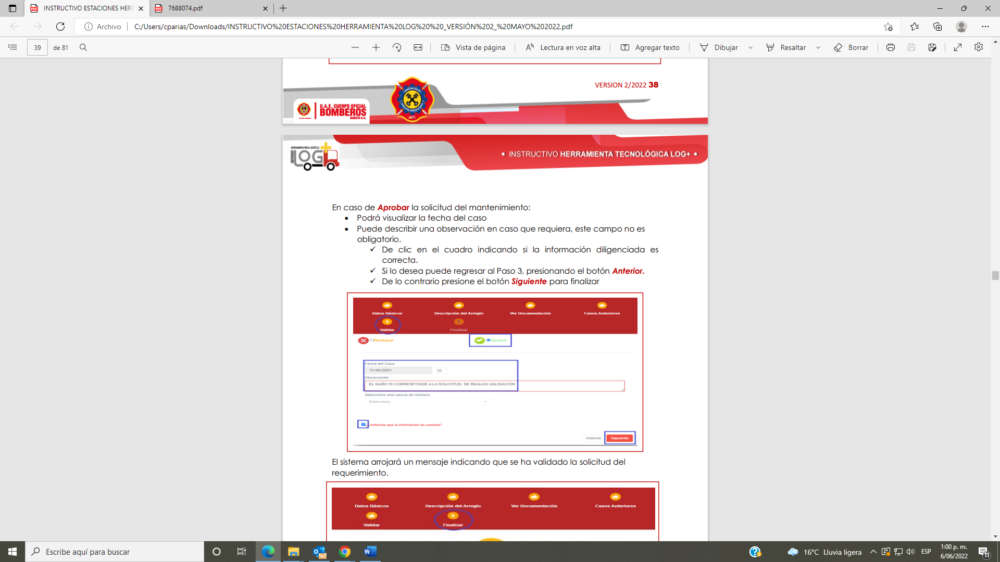 INSTRUCTIVO ESTACIONES HERR
7688074.pdf
Archivo
C:/Users/cparias/Downloads/INSTRUCTIVO%20ESTACIONES%20HERRAMIENTA%20LOG%20%20_VERSIÓN%202_%20MAYO%202022.pdf
39 de 81
Vista de página
Lectura en voz alta
Agregar texto
Dibujar
Resaltar
Borrar
VERSION 2/2022 38
U.A.E. CUERPO OFICIAL
BOMBEROS
BOGOTÁ D.C.
HERRAMIENTA MESA LOGÍSTICA
LOG
• INSTRUCTIVO HERRAMIENTA TECNOLÓGICA LOG+ •
En caso de Aprobar la solicitud del mantenimiento:
• Podrá visualizar la fecha del caso
• Puede describir una observación en caso que requiera, este campo no es
obligatorio.
✓ De clic en el cuadro indicando si la información diligenciada es
correcta.
✓ Si lo desea puede regresar al Paso 3, presionando el botón Anterior.
✓ De lo contrario presione el botón Siguiente para finalizar
Datos Básicos Descripción del Arreglo Ver Documentación Casos Anteriores
5 6
Validar Finalizar
Rechazar Aprobar
Fecha del Caso
11/05/2021
Observación
EL DAÑO SI CORRESPONDE A LA SOLICITUD, SE REALIZA VALIDACIÓN
Seleccione una causal de rechazo
Seleccione...
¿Confirmas que la información es correcta?
Anterior Siguiente
El sistema arrojará un mensaje indicando que se ha validado la solicitud del
requerimiento.
Datos Básicos Descripción del Arreglo Ver Documentación Casos Anteriores
6
Validar Finalizar
Escribe aquí para buscar
16°C Lluvia ligera
ESP
1:00 p. m.
6/06/2022
11